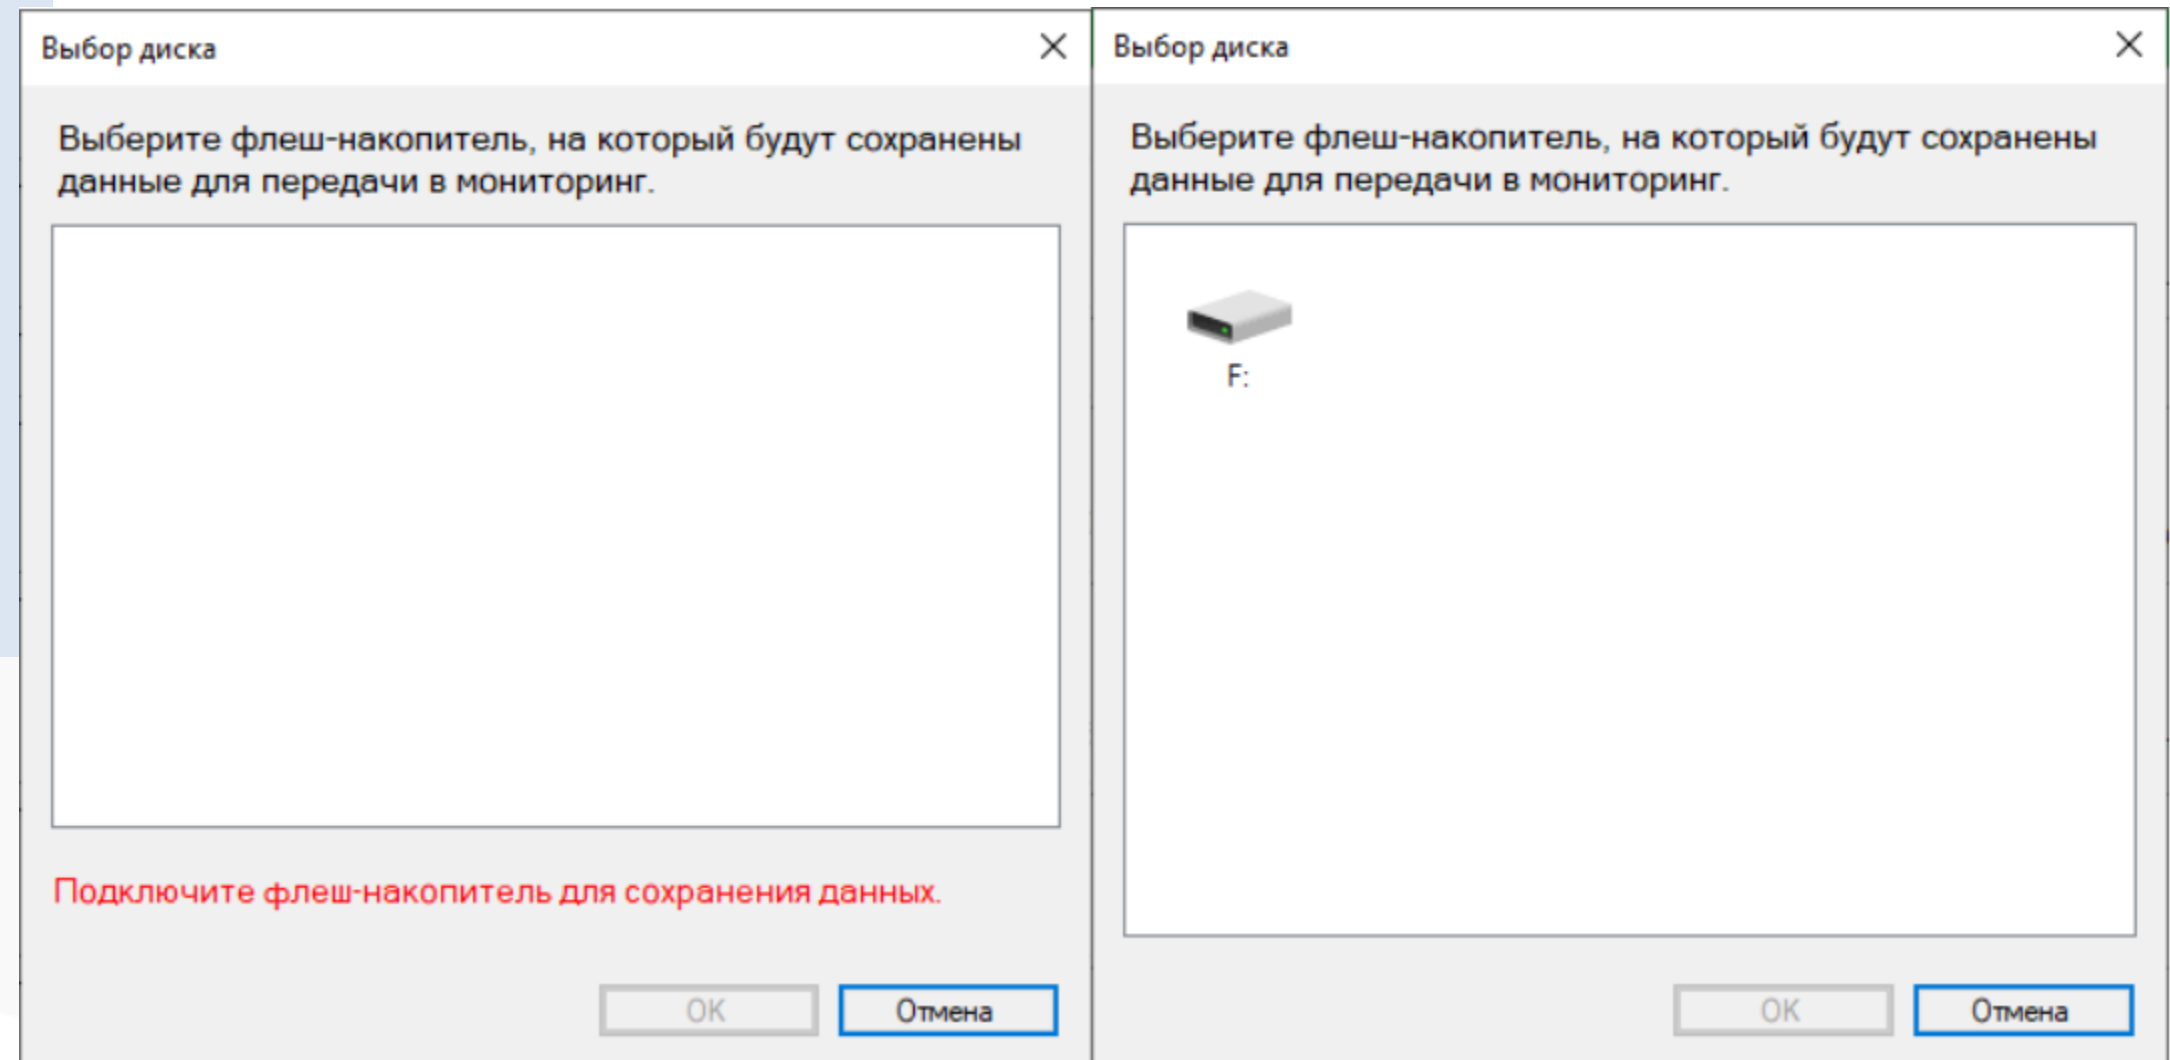 Выбор диска
Выберите флеш-накопитель, на который будут сохранены
данные для передачи в мониторинг.
Подключите флеш-накопитель для сохранения данных.
OK
Отмена
Выбор диска
Выберите флеш-накопитель, на который будут сохранены
данные для передачи в мониторинг.
F:
OK
Отмена